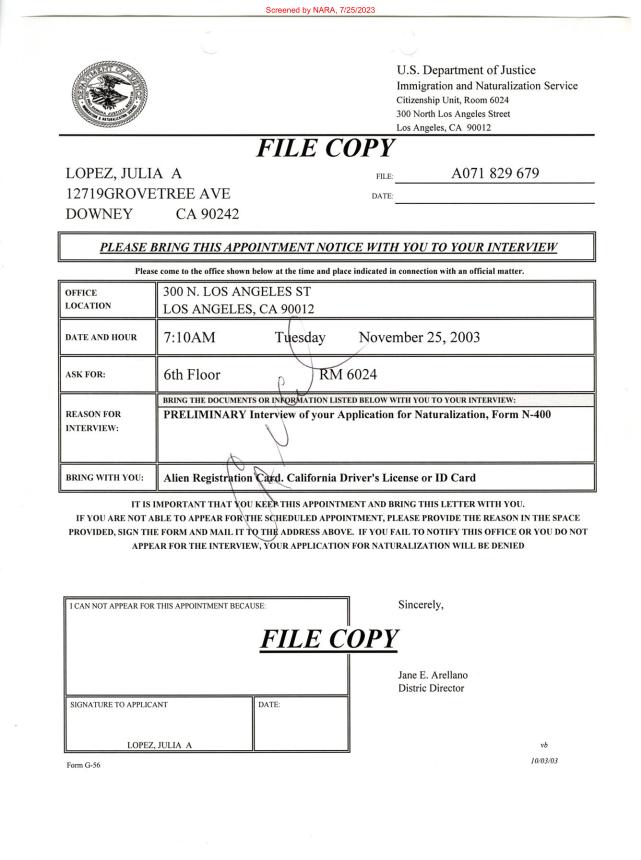 Screened by NARA, 7/25/2023
U.S. Department of Justice
Immigration and Naturalization Service
Citizenship Unit, Room 6024
300 North Los Angeles Street
Los Angeles, CA 90012
FILE COPY
LOPEZ, JULIA A
12719GROVETREE AVE
DOWNEY CA 90242
FILE: A071 829 679
DATE:
PLEASE BRING THIS APPOINTMENT NOTICE WITH YOU TO YOUR INTERVIEW
Please come to the office shown below at the time and place indicated in connection with an official matter.
OFFICE LOCATION
300 N. LOS ANGELES ST
LOS ANGELES, CA 90012
DATE AND HOUR 7:10AM Tuesday November 25, 2003
ASK FOR: 6th Floor RM 6024
BRING THE DOCUMENTS OR INFORMATION LISTED BELOW WITH YOU TO YOUR INTERVIEW:
REASON FOR INTERVIEW:
PRELIMINARY Interview of your Application for Naturalization, Form N-400
BRING WITH YOU: Alien Registration Card. California Driver's License or ID Card
IT IS IMPORTANT THAT YOU KEEP THIS APPOINTMENT AND BRING THIS LETTER WITH YOU.
IF YOU ARE NOT ABLE TO APPEAR FOR THE SCHEDULED APPOINTMENT, PLEASE PROVIDE THE REASON IN THE SPACE
PROVIDED, SIGN THE FORM AND MAIL IT TO THE ADDRESS ABOVE. IF YOU FAIL TO NOTIFY THIS OFFICE OR YOU DO NOT
APPEAR FOR THE INTERVIEW, YOUR APPLICATION FOR NATURALIZATION WILL BE DENIED
I CAN NOT APPEAR FOR THIS APPOINTMENT BECAUSE:
Sincerely,
FILE COPY
Jane E. Arellano
Distric Director
SIGNATURE TO APPLICANT
DATE:
LOPEZ, JULIA A
vb
Form G-56
10/03/03